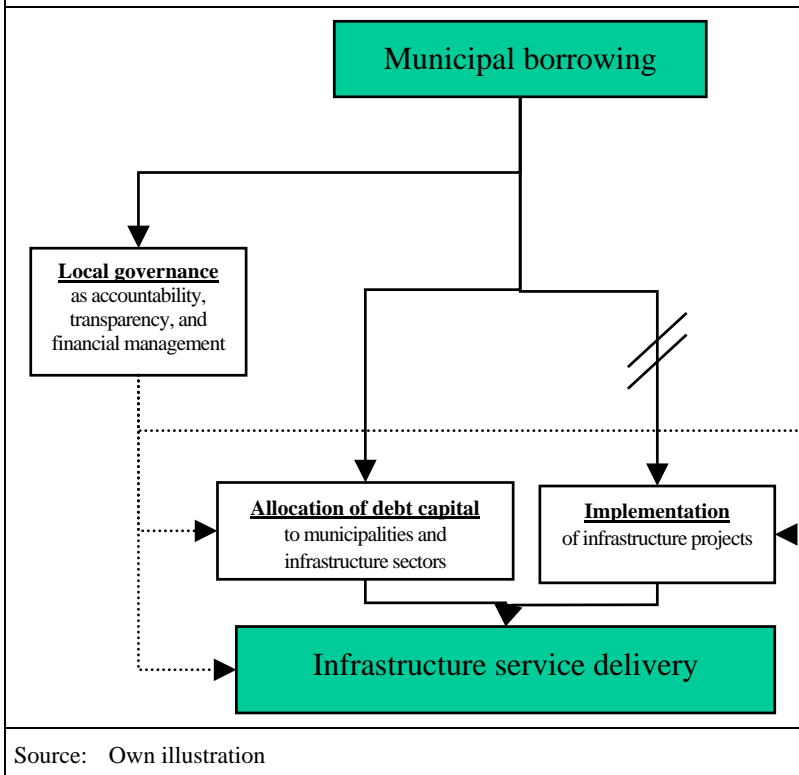 Municipal borrowing
Local governance
as accountability,
transparency, and
financial management
Allocation of debt capital
to municipalities and
infrastructure sectors
Implementation
of infrastructure projects
Infrastructure service delivery
Source: Own illustration